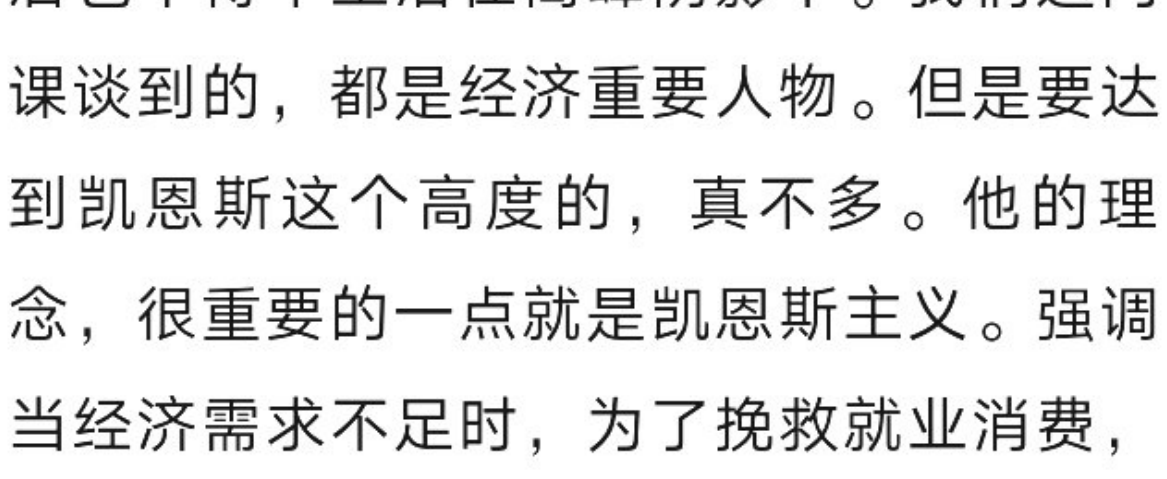 课谈到的，都是经济重要人物。但是要达
到凯恩斯这个高度的，真不多。他的理
念，很重要的一点就是凯恩斯主义。强调
当经济需求不足时，为了挽救就业消费，